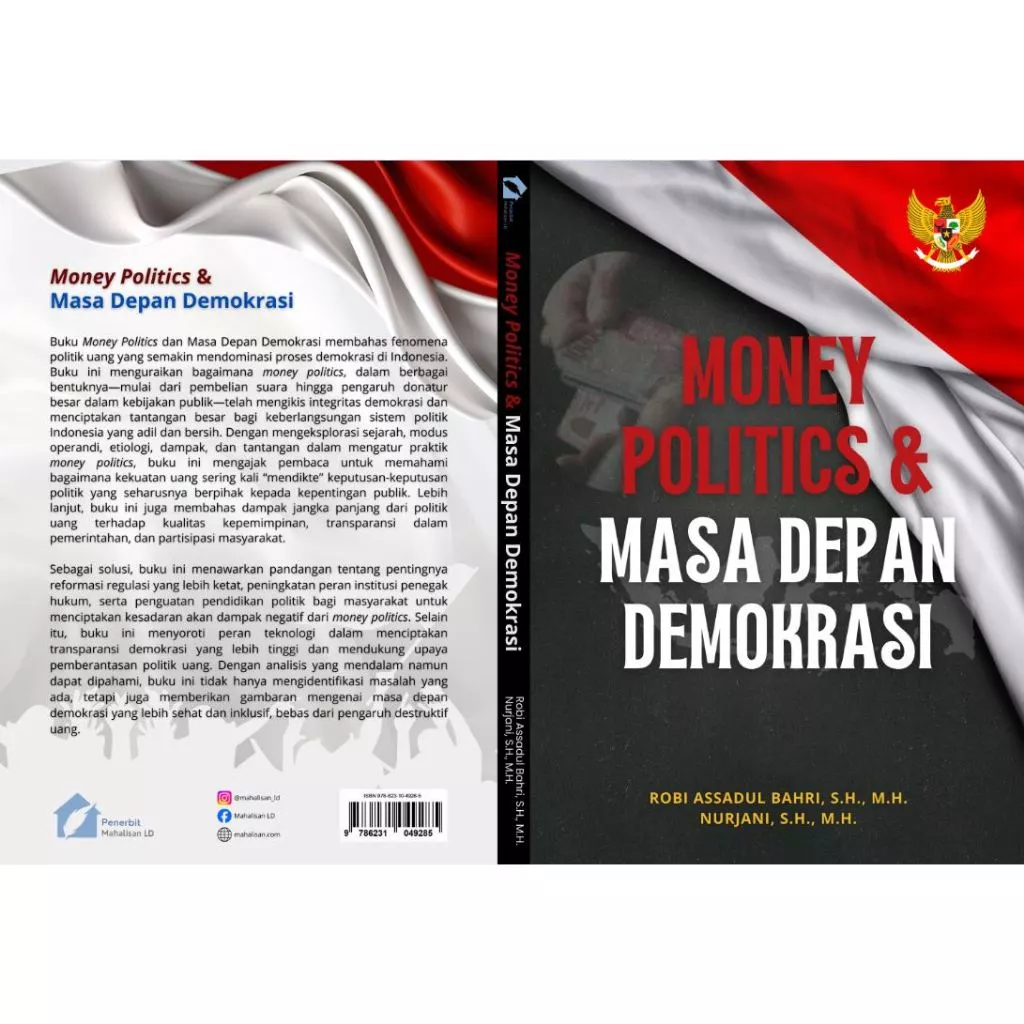 Money Politics &
Masa Depan Demokrasi
Buku Money Politics dan Masa Depan Demokrasi membahas fenomena
politik uang yang semakin mendominasi proses demokrasi di Indonesia.
Buku ini menguraikan bagaimana money politics, dalam berbagai
bentuknya—mulai dari pembelian suara hingga pengaruh donatur
besar dalam kebijakan publik—telah mengikis integritas demokrasi dan
menciptakan tantangan besar bagi keberlangsungan sistem politik
Indonesia yang adil dan bersih. Dengan mengeksplorasi sejarah, modus
operandi, etiologi, dampak, dan tantangan dalam mengatur praktik
money politics, buku ini mengajak pembaca untuk memahami
bagaimana kekuatan uang sering kali “mendikte” keputusan-keputusan
politik yang seharusnya berpihak kepada kepentingan publik. Lebih
lanjut, buku ini juga membahas dampak jangka panjang dari politik
uang terhadap kualitas kepemimpinan, transparansi dalam
pemerintahan, dan partisipasi masyarakat.
Sebagai solusi, buku ini menawarkan pandangan tentang pentingnya
reformasi regulasi yang lebih ketat, peningkatan peran institusi penegak
hukum, serta penguatan pendidikan politik bagi masyarakat untuk
menciptakan kesadaran akan dampak negatif dari money politics. Selain
itu, buku ini menyoroti peran teknologi dalam menciptakan
transparansi demokrasi yang lebih tinggi dan mendukung upaya
pemberantasan politik uang. Dengan analisis yang mendalam namun
dapat dipahami, buku ini tidak hanya mengidentifikasi masalah yang
ada, tetapi juga memberikan gambaran mengenai masa depan
demokrasi yang lebih sehat dan inklusif, bebas dari pengaruh destruktif
uang.
Penerbit
Mahalisan LD
@mahalisan_ld
Mahalisan LD
mahalisan.com
ISBN 978-623-10-4928-5
9 786231 049285
Penerbit
Mahalisan LD
Money Politics & Masa Depan Demokrasi
Robi Assadul Bahri, S.H., M.H.
Nurjani, S.H., M.H.
MONEY
POLITICS &
MASA DEPAN
DEMOKRASI
ROBI ASSADUL BAHRI, S.H., M.H.
NURJANI, S.H., M.H.